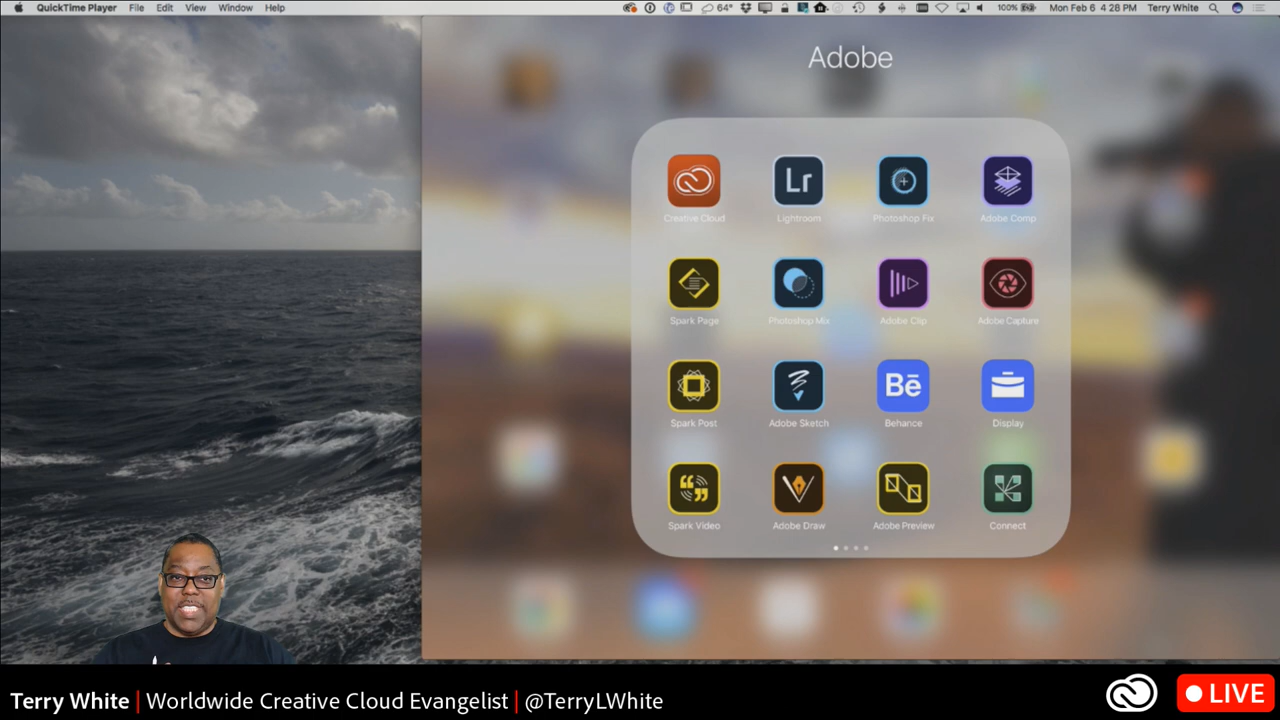 QuickTime Player File Edit View Window Help 64° 100% Mon Feb 6 4:28 PM Terry White
Adobe
Lr
Creative Cloud Lightroom Photoshop Fix Adobe Comp
Spark Page Photoshop Mix Adobe Clip Adobe Capture
Bē
Spark Post Adobe Sketch Behance Display
Spark Video Adobe Draw Adobe Preview Connect
Terry White | Worldwide Creative Cloud Evangelist | @TerryLWhite
LIVE